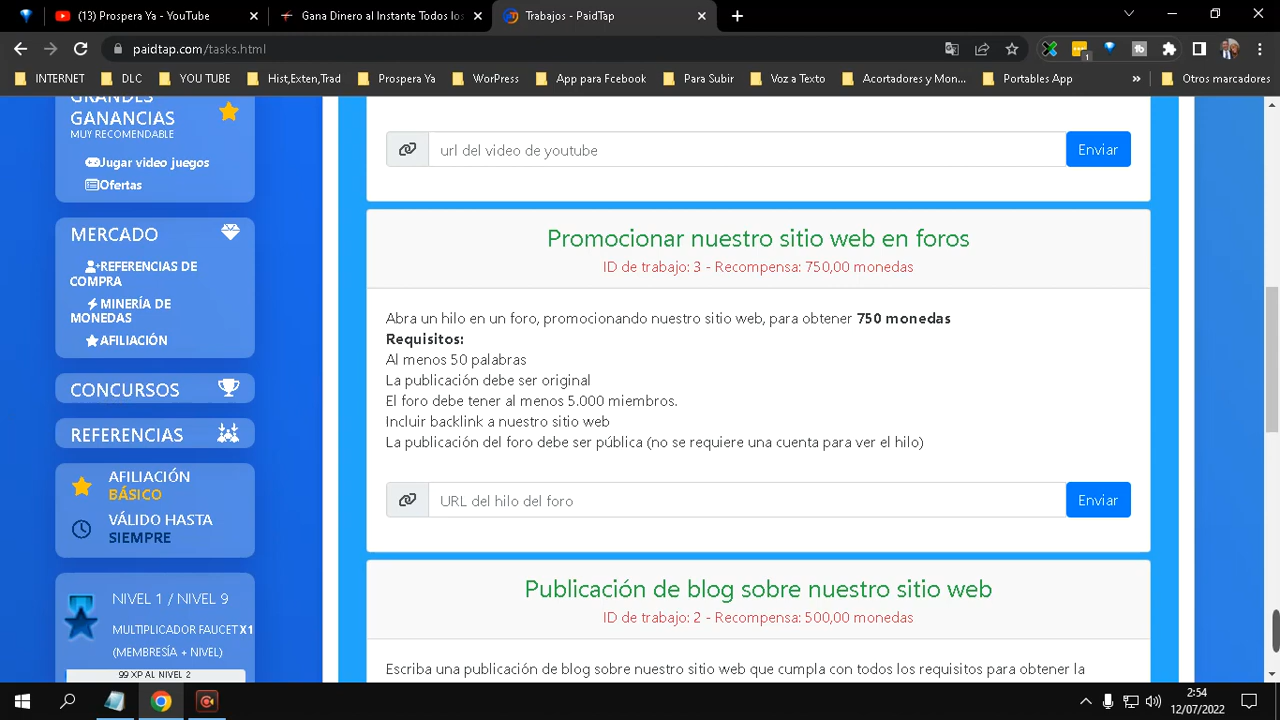 (13) Prospera Ya - YouTube
Gana Dinero al Instante Todos los
Trabajos - PaidTap
paidtap.com/tasks.html
1
INTERNET
DLC
YOU TUBE
Hist,Exten,Trad
Prospera Ya
WorPress
App para Fcebook
Para Subir
Voz a Texto
Acortadores y Mon...
Portables App
Otros marcadores
GRANDES
GANANCIAS
MUY RECOMENDABLE
Jugar video juegos
Ofertas
MERCADO
REFERENCIAS DE
COMPRA
MINERÍA DE
MONEDAS
AFILIACIÓN
CONCURSOS
REFERENCIAS
AFILIACIÓN
BÁSICO
VÁLIDO HASTA
SIEMPRE
NIVEL 1 / NIVEL 9
MULTIPLICADOR FAUCET X1
(MEMBRESÍA + NIVEL)
99 XP AL NIVEL 2
url del video de youtube
Enviar
Promocionar nuestro sitio web en foros
ID de trabajo: 3 - Recompensa: 750,00 monedas
Abra un hilo en un foro, promocionando nuestro sitio web, para obtener 750 monedas
Requisitos:
Al menos 50 palabras
La publicación debe ser original
El foro debe tener al menos 5.000 miembros.
Incluir backlink a nuestro sitio web
La publicación del foro debe ser pública (no se requiere una cuenta para ver el hilo)
URL del hilo del foro
Enviar
Publicación de blog sobre nuestro sitio web
ID de trabajo: 2 - Recompensa: 500,00 monedas
Escriba una publicación de blog sobre nuestro sitio web que cumpla con todos los requisitos para obtener la
2:54
12/07/2022